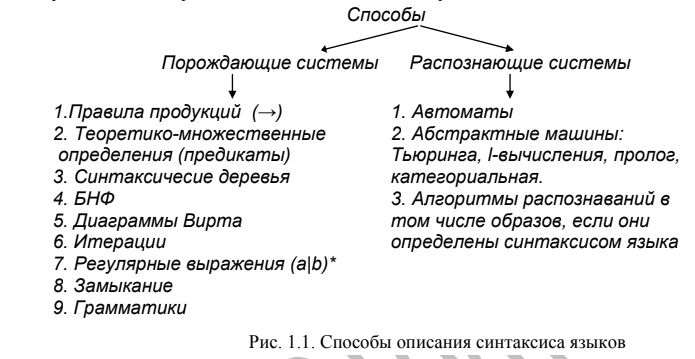 Способы
Порождающие системы
Распознающие системы
1.Правила продукций (→)
2. Теоретико-множественные
определения (предикаты)
3. Синтаксичесие деревья
4. БНФ
5. Диаграммы Вирта
6. Итерации
7. Регулярные выражения (a|b)*
8. Замыкание
9. Грамматики
1. Автоматы
2. Абстрактные машины:
Тьюринга, l-вычисления, пролог,
категориальная.
3. Алгоритмы распознаваний в
том числе образов, если они
определены синтаксисом языка
Рис. 1.1. Способы описания синтаксиса языков